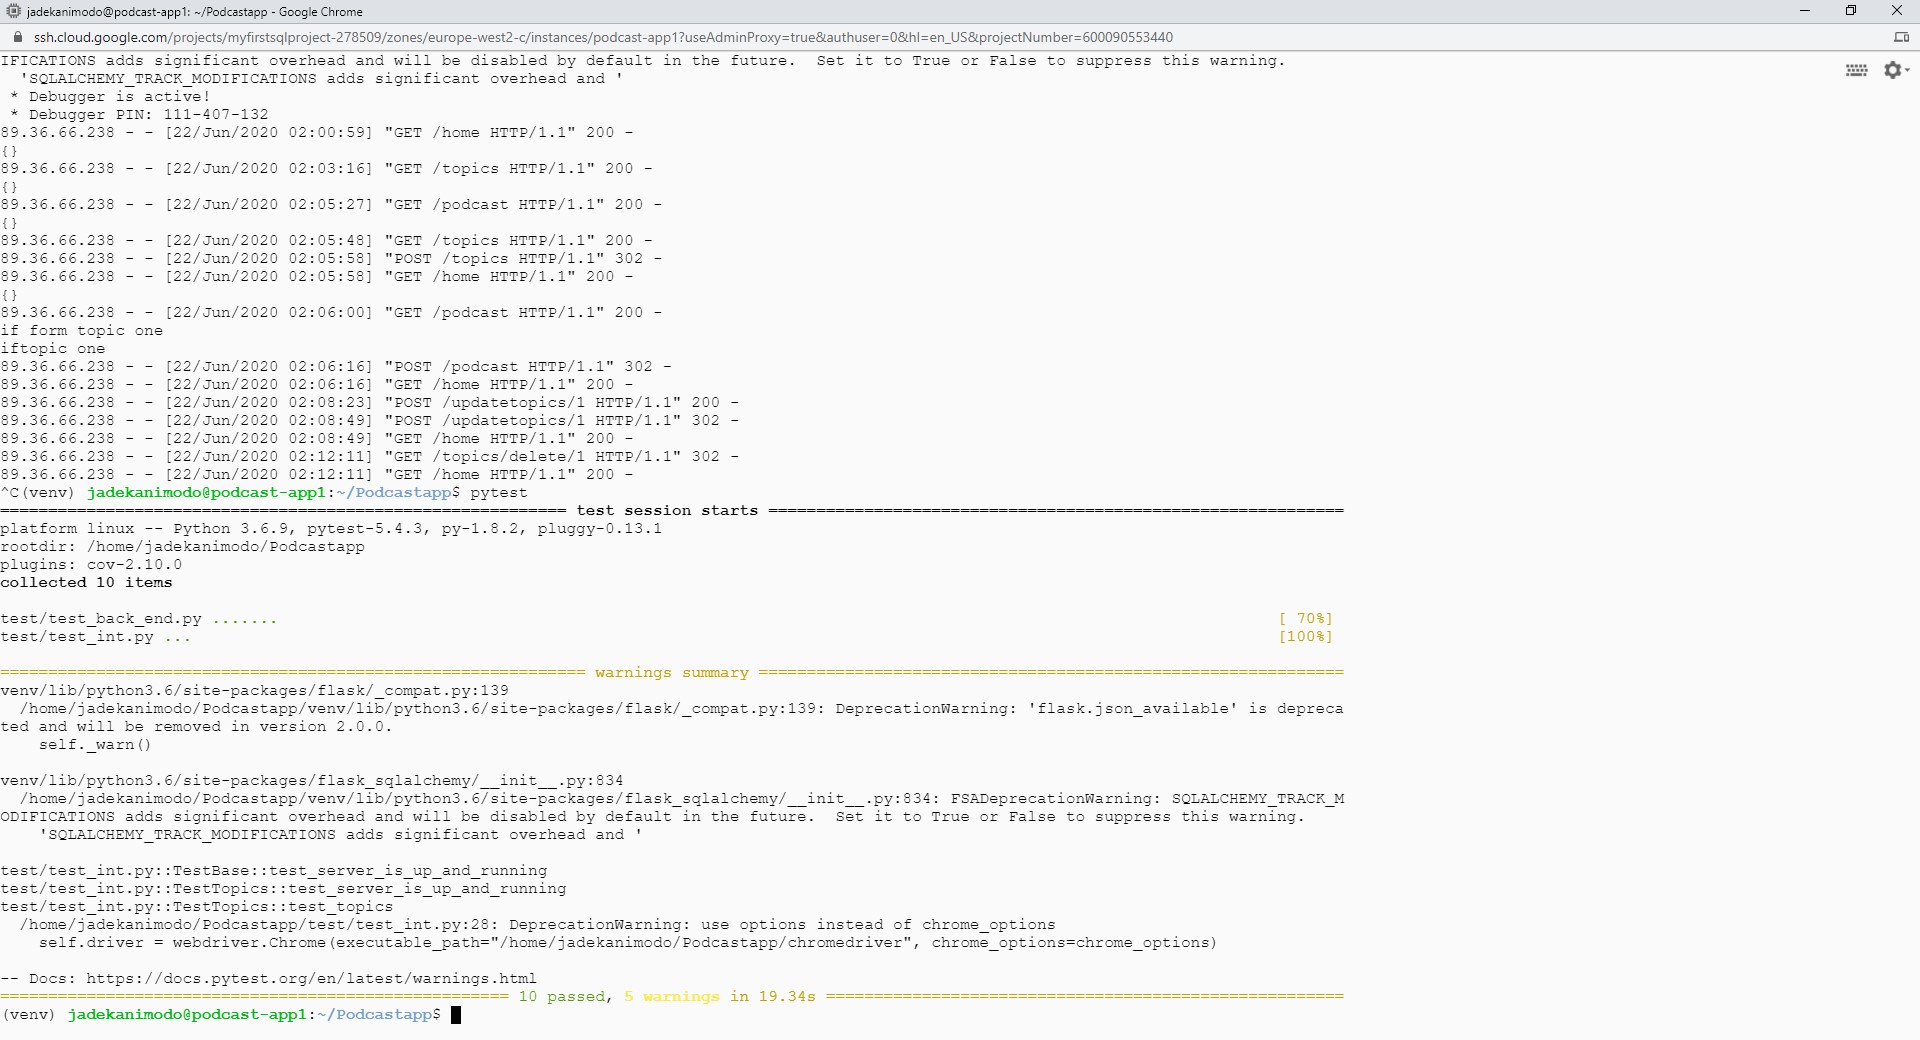 jadekanimodo@podcast-app1: ~/Podcastapp - Google Chrome
ssh.cloud.google.com/projects/myfirstsqlproject-278509/zones/europe-west2-c/instances/podcast-app1?useAdminProxy=true&authuser=0&hl=en_US&projectNumber=600090553440
IFICATIONS adds significant overhead and will be disabled by default in the future.  Set it to True or False to suppress this warning.
  'SQLALCHEMY_TRACK_MODIFICATIONS adds significant overhead and '
 * Debugger is active!
 * Debugger PIN: 111-407-132
89.36.66.238 - - [22/Jun/2020 02:00:59] "GET /home HTTP/1.1" 200 -
{}
89.36.66.238 - - [22/Jun/2020 02:03:16] "GET /topics HTTP/1.1" 200 -
{}
89.36.66.238 - - [22/Jun/2020 02:05:27] "GET /podcast HTTP/1.1" 200 -
{}
89.36.66.238 - - [22/Jun/2020 02:05:48] "GET /topics HTTP/1.1" 200 -
89.36.66.238 - - [22/Jun/2020 02:05:58] "POST /topics HTTP/1.1" 302 -
89.36.66.238 - - [22/Jun/2020 02:05:58] "GET /home HTTP/1.1" 200 -
{}
89.36.66.238 - - [22/Jun/2020 02:06:00] "GET /podcast HTTP/1.1" 200 -
if form topic one
iftopic one
89.36.66.238 - - [22/Jun/2020 02:06:16] "POST /podcast HTTP/1.1" 302 -
89.36.66.238 - - [22/Jun/2020 02:06:16] "GET /home HTTP/1.1" 200 -
89.36.66.238 - - [22/Jun/2020 02:08:23] "POST /updatetopics/1 HTTP/1.1" 200 -
89.36.66.238 - - [22/Jun/2020 02:08:49] "POST /updatetopics/1 HTTP/1.1" 302 -
89.36.66.238 - - [22/Jun/2020 02:08:49] "GET /home HTTP/1.1" 200 -
89.36.66.238 - - [22/Jun/2020 02:12:11] "GET /topics/delete/1 HTTP/1.1" 302 -
89.36.66.238 - - [22/Jun/2020 02:12:11] "GET /home HTTP/1.1" 200 -
^C(venv) jadekanimodo@podcast-app1:~/Podcastapp$ pytest
=========================================================== test session starts ============================================================
platform linux -- Python 3.6.9, pytest-5.4.3, py-1.8.2, pluggy-0.13.1
rootdir: /home/jadekanimodo/Podcastapp
plugins: cov-2.10.0
collected 10 items
test/test_back_end.py ....... [ 70%]
test/test_int.py ... [100%]
============================================================= warnings summary =============================================================
venv/lib/python3.6/site-packages/flask/_compat.py:139
  /home/jadekanimodo/Podcastapp/venv/lib/python3.6/site-packages/flask/_compat.py:139: DeprecationWarning: 'flask.json_available' is depreca
ted and will be removed in version 2.0.0.
    self._warn()
venv/lib/python3.6/site-packages/flask_sqlalchemy/__init__.py:834
  /home/jadekanimodo/Podcastapp/venv/lib/python3.6/site-packages/flask_sqlalchemy/__init__.py:834: FSADeprecationWarning: SQLALCHEMY_TRACK_M
ODIFICATIONS adds significant overhead and will be disabled by default in the future.  Set it to True or False to suppress this warning.
    'SQLALCHEMY_TRACK_MODIFICATIONS adds significant overhead and '
test/test_int.py::TestBase::test_server_is_up_and_running
test/test_int.py::TestTopics::test_server_is_up_and_running
test/test_int.py::TestTopics::test_topics
  /home/jadekanimodo/Podcastapp/test/test_int.py:28: DeprecationWarning: use options instead of chrome_options
    self.driver = webdriver.Chrome(executable_path="/home/jadekanimodo/Podcastapp/chromedriver", chrome_options=chrome_options)
-- Docs: https://docs.pytest.org/en/latest/warnings.html
===================================================== 10 passed, 5 warnings in 19.34s ======================================================
(venv) jadekanimodo@podcast-app1:~/Podcastapp$